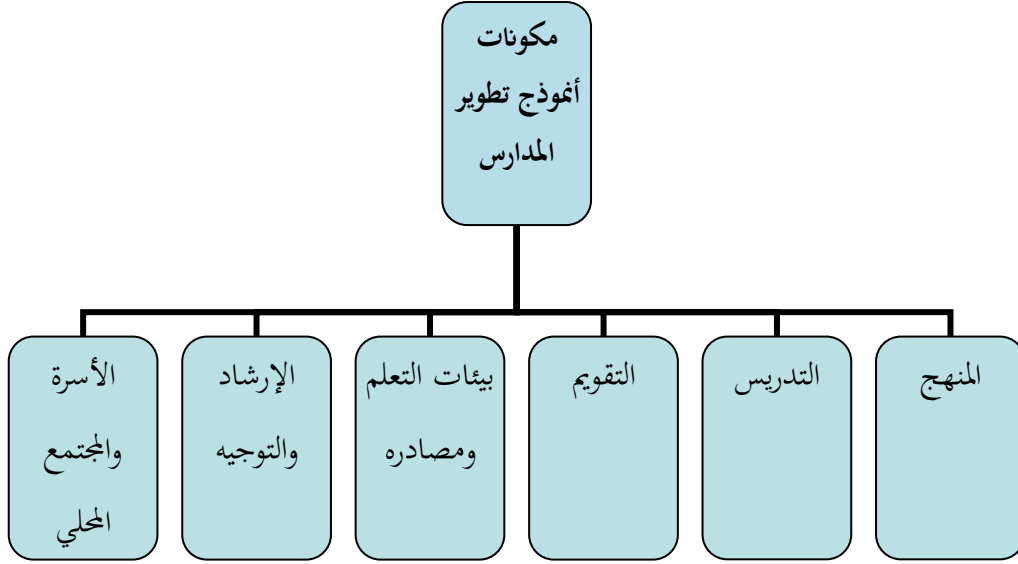 مكونات
أنموذج تطوير
المدارس
المنهج
التدريس
التقويم
بيئات التعلم
ومصادره
الإرشاد
والتوجيه
الأسرة
والمجتمع
المحلي